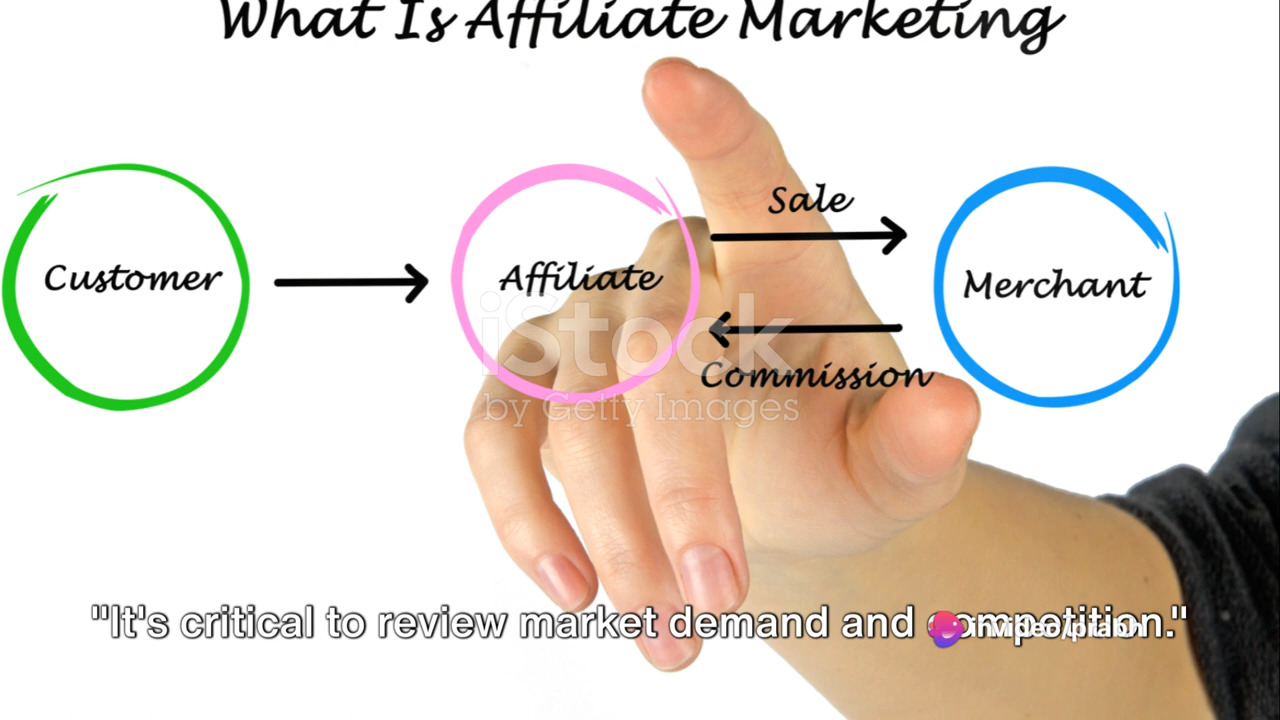 What Is Affiliate Marketing
Sale
Customer
Affiliate
Merchant
iStock
Commission
by Getty Images
"It's critical to review market demand and competition."